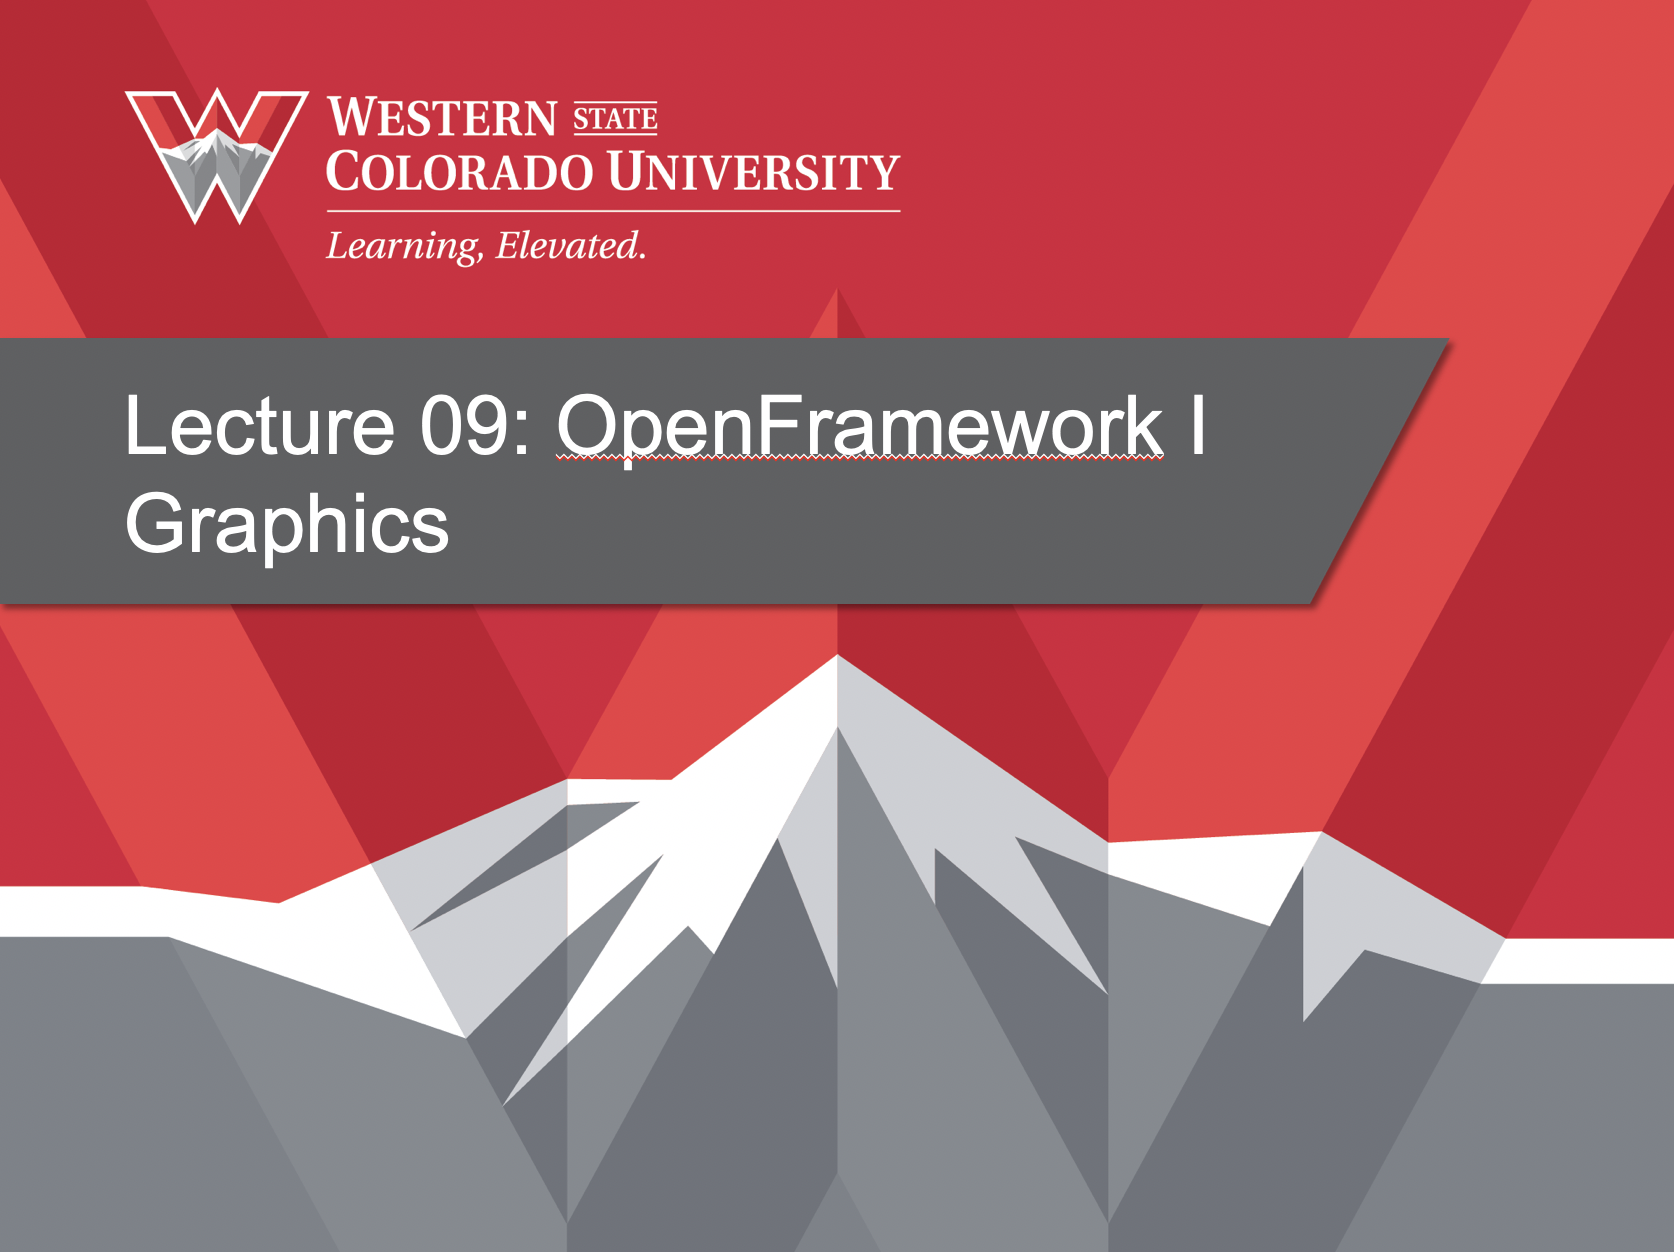 WESTERN STATE
COLORADO UNIVERSITY
Learning, Elevated.
Lecture 09: OpenFramework I
Graphics